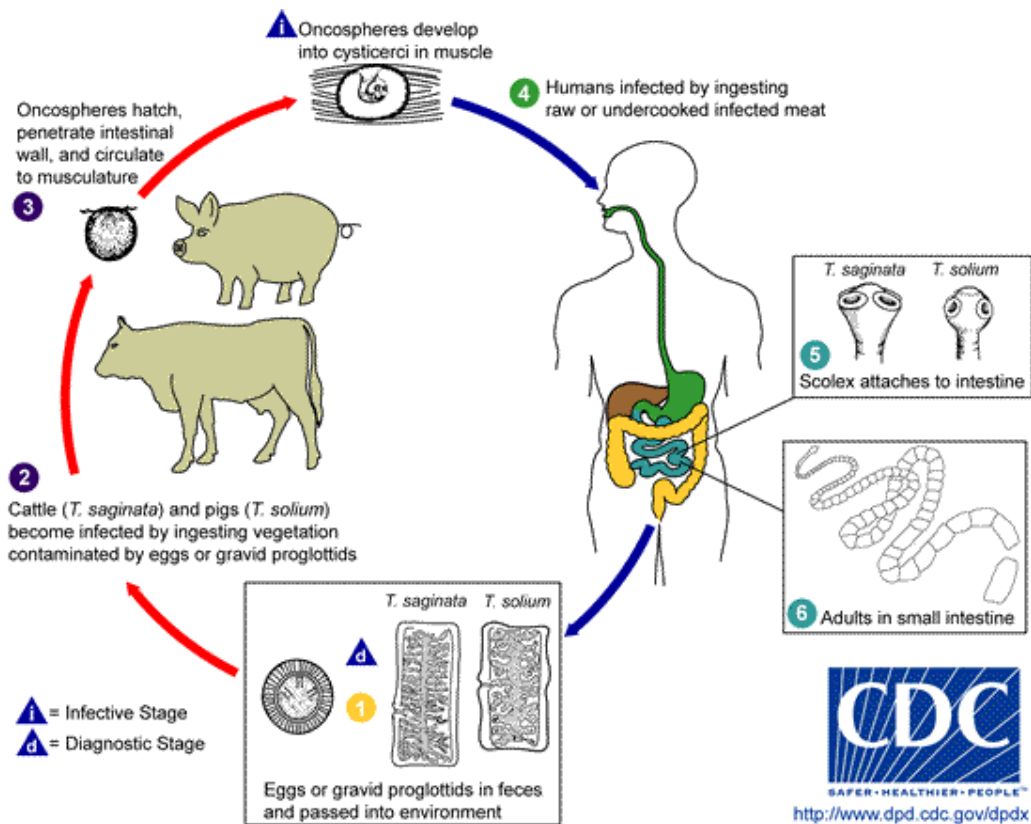 i
Oncospheres develop
into cysticerci in muscle
4
Humans infected by ingesting
raw or undercooked infected meat
Oncospheres hatch,
penetrate intestinal
wall, and circulate
to musculature
3
T. saginata T. solium
5
Scolex attaches to intestine
2
Cattle (T. saginata) and pigs (T. solium)
become infected by ingesting vegetation
contaminated by eggs or gravid proglottids
6 Adults in small intestine
T. saginata T. solium
d
1
Eggs or gravid proglottids in feces
and passed into environment
i = Infective Stage
d = Diagnostic Stage
CDC
SAFER•HEALTHIER•PEOPLE™
http://www.dpd.cdc.gov/dpdx